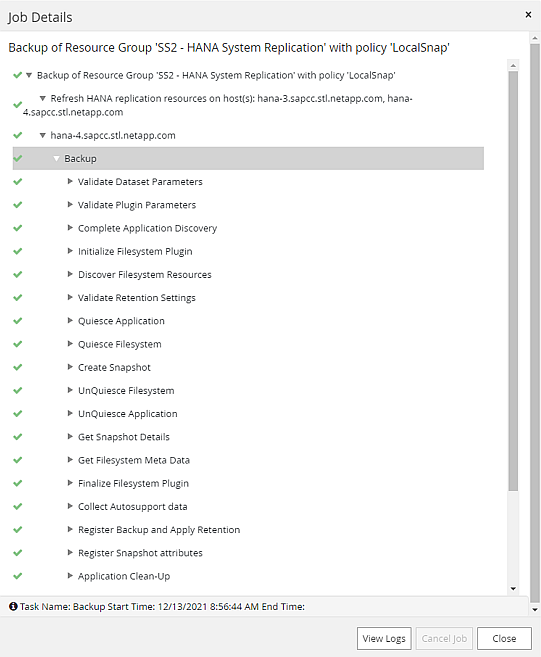 Job Details
×
Backup of Resource Group 'SS2 - HANA System Replication' with policy 'LocalSnap'
Backup of Resource Group 'SS2 - HANA System Replication' with policy 'LocalSnap'
Refresh HANA replication resources on host(s): hana-3.sapcc.stl.netapp.com, hana-
4.sapcc.stl.netapp.com
hana-4.sapcc.stl.netapp.com
Backup
Validate Dataset Parameters
Validate Plugin Parameters
Complete Application Discovery
Initialize Filesystem Plugin
Discover Filesystem Resources
Validate Retention Settings
Quiesce Application
Quiesce Filesystem
Create Snapshot
UnQuiesce Filesystem
UnQuiesce Application
Get Snapshot Details
Get Filesystem Meta Data
Finalize Filesystem Plugin
Collect Autosupport data
Register Backup and Apply Retention
Register Snapshot attributes
Application Clean-Up
Task Name: Backup Start Time: 12/13/2021 8:56:44 AM End Time:
View Logs
Cancel Job
Close